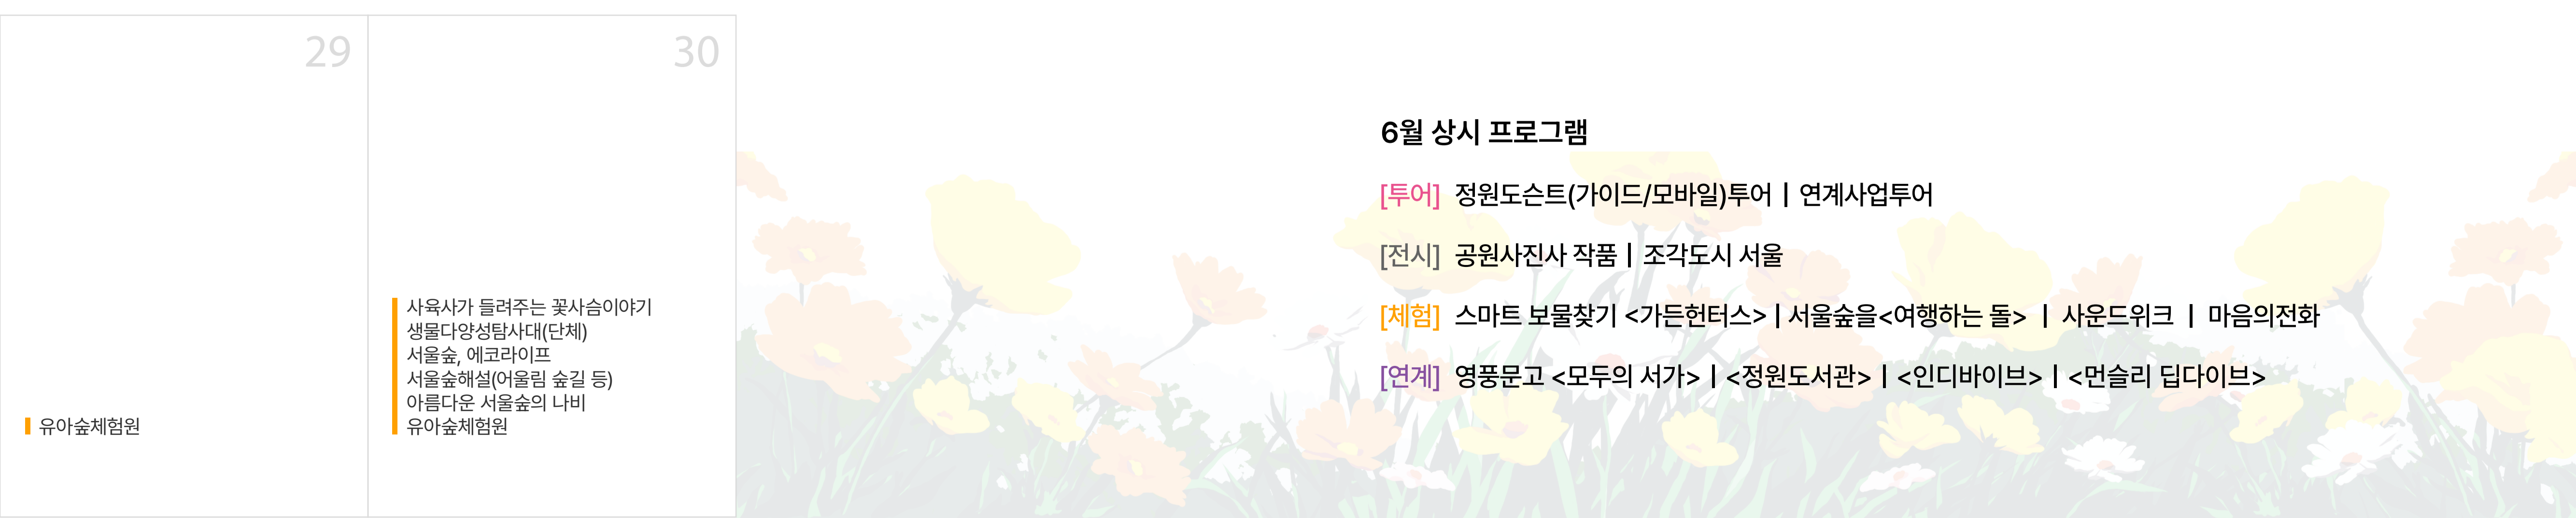 29
유아숲체험원
30
사육사가 들려주는 꽃사슴이야기
생물다양성탐사대(단체)
서울숲, 에코라이프
서울숲해설(어울림 숲길 등)
아름다운 서울숲의 나비
유아숲체험원
6월 상시 프로그램
[투어] 정원도슨트(가이드/모바일)투어 | 연계사업투어
[전시] 공원사진사 작품 | 조각도시 서울
[체험] 스마트 보물찾기 <가든헌터스> | 서울숲을<여행하는 돌> | 사운드워크 | 마음의전화
[연계] 영풍문고 <모두의 서가> | <정원도서관> | <인디바이브> | <먼슬리 딥다이브>